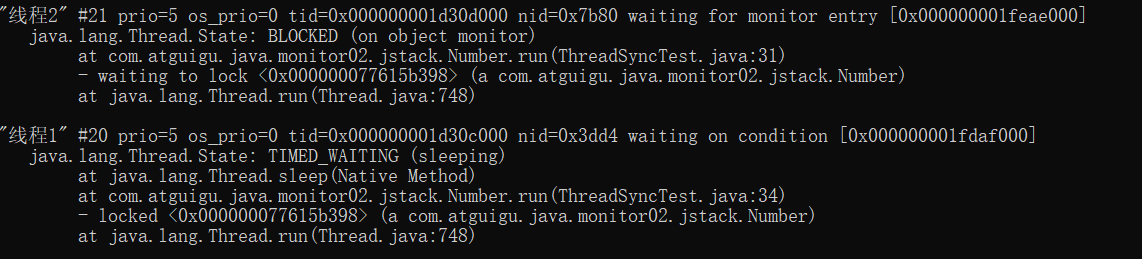 "线程2" #21 prio=5 os_prio=0 tid=0x000000001d30d000 nid=0x7b80 waiting for monitor entry [0x000000001feae000]
java.lang.Thread.State: BLOCKED (on object monitor)
at com.atguigu.java.monitor02.jstack.Number.run(ThreadSyncTest.java:31)
- waiting to lock <0x000000077615b398> (a com.atguigu.java.monitor02.jstack.Number)
at java.lang.Thread.run(Thread.java:748)
"线程1" #20 prio=5 os_prio=0 tid=0x000000001d30c000 nid=0x3dd4 waiting on condition [0x000000001fdaf000]
java.lang.Thread.State: TIMED_WAITING (sleeping)
at java.lang.Thread.sleep(Native Method)
at com.atguigu.java.monitor02.jstack.Number.run(ThreadSyncTest.java:34)
- locked <0x000000077615b398> (a com.atguigu.java.monitor02.jstack.Number)
at java.lang.Thread.run(Thread.java:748)